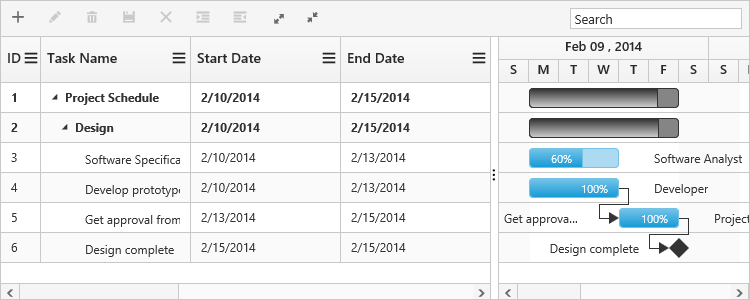 Search
ID Task Name Start Date End Date
Feb 09 , 2014
S M T W T F S S
1 Project Schedule 2/10/2014 2/15/2014
2 Design 2/10/2014 2/15/2014
3 Software Specifica 2/10/2014 2/13/2014 60% Software Analyst
4 Develop prototype 2/10/2014 2/13/2014 100% Developer
5 Get approval from 2/13/2014 2/15/2014 Get approva... 100% Project
6 Design complete 2/15/2014 2/15/2014 Design complete